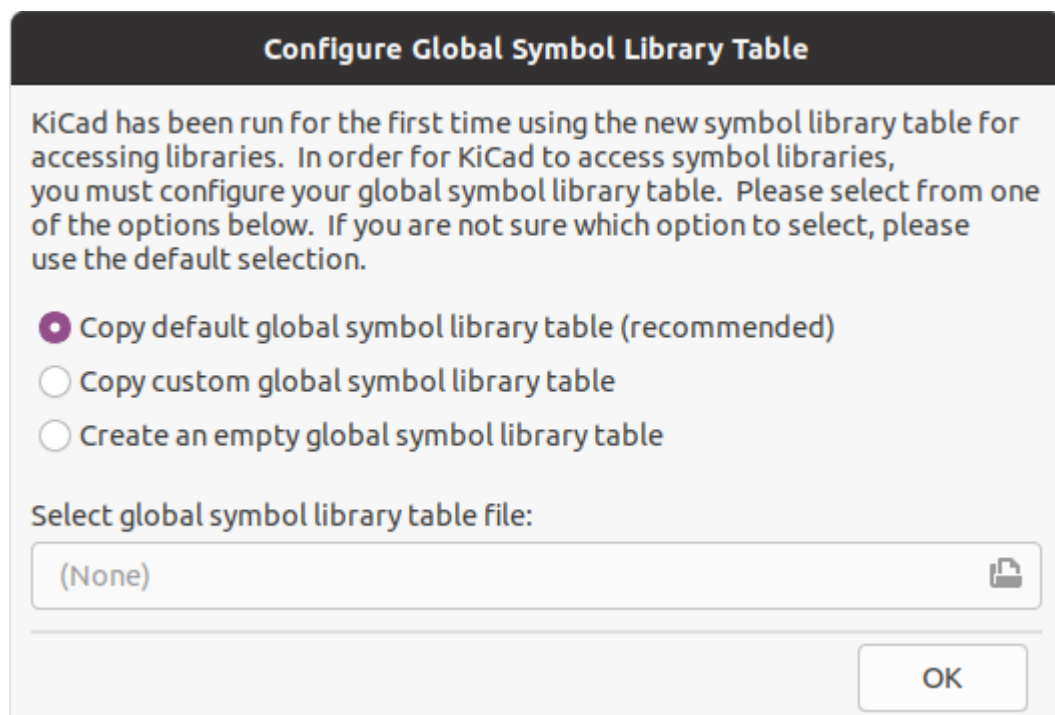 Configure Global Symbol Library Table
KiCad has been run for the first time using the new symbol library table for
accessing libraries.  In order for KiCad to access symbol libraries,
you must configure your global symbol library table.  Please select from one
of the options below.  If you are not sure which option to select, please
use the default selection.
Copy default global symbol library table (recommended)
Copy custom global symbol library table
Create an empty global symbol library table
Select global symbol library table file:
(None)
OK